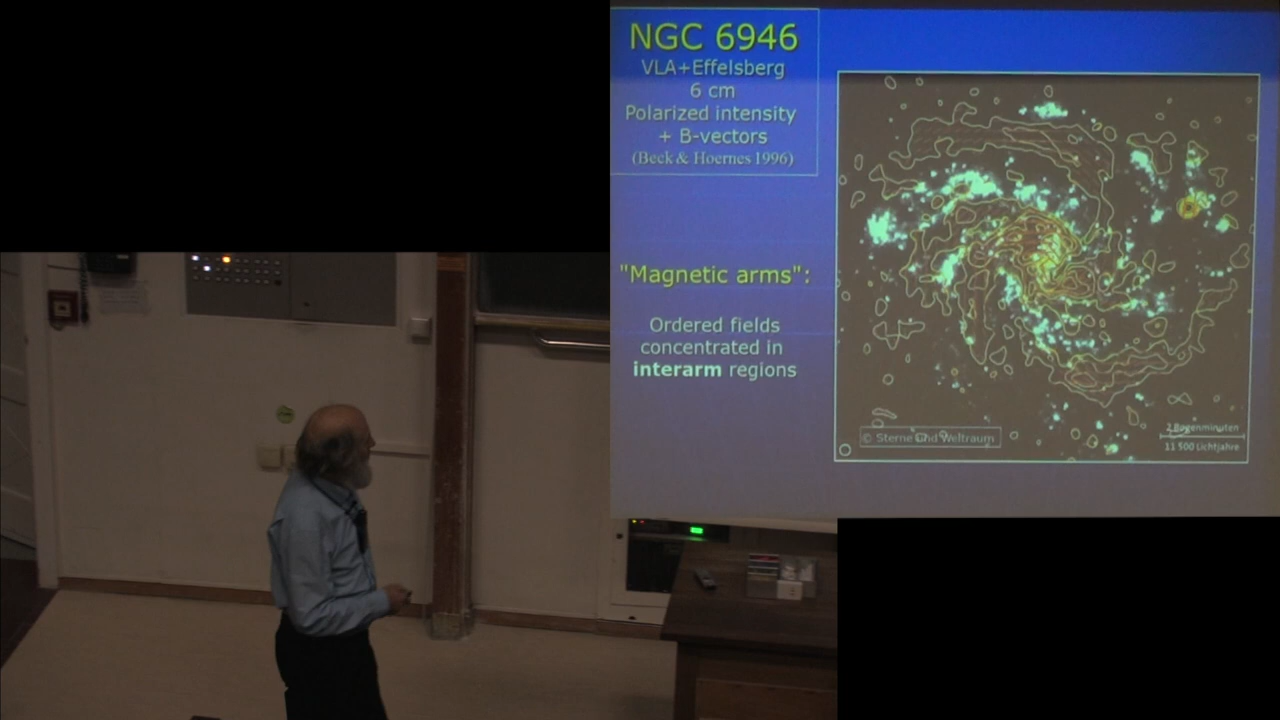 NGC 6946
VLA+Effelsberg
6 cm
Polarized intensity
+ B-vectors
(Beck & Hoernes 1996)
"Magnetic arms":
Ordered fields
concentrated in
interarm regions
© Sterne und Weltraum
2 Bogenminuten
11 500 Lichtjahre